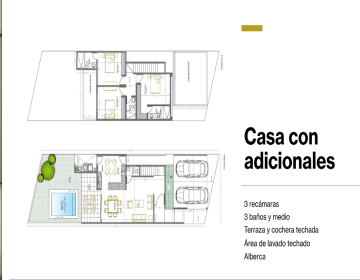 Casa con
adicionales
3 recámaras
3 baños y medio
Terraza y cochera techada
Área de lavado techado
Alberca